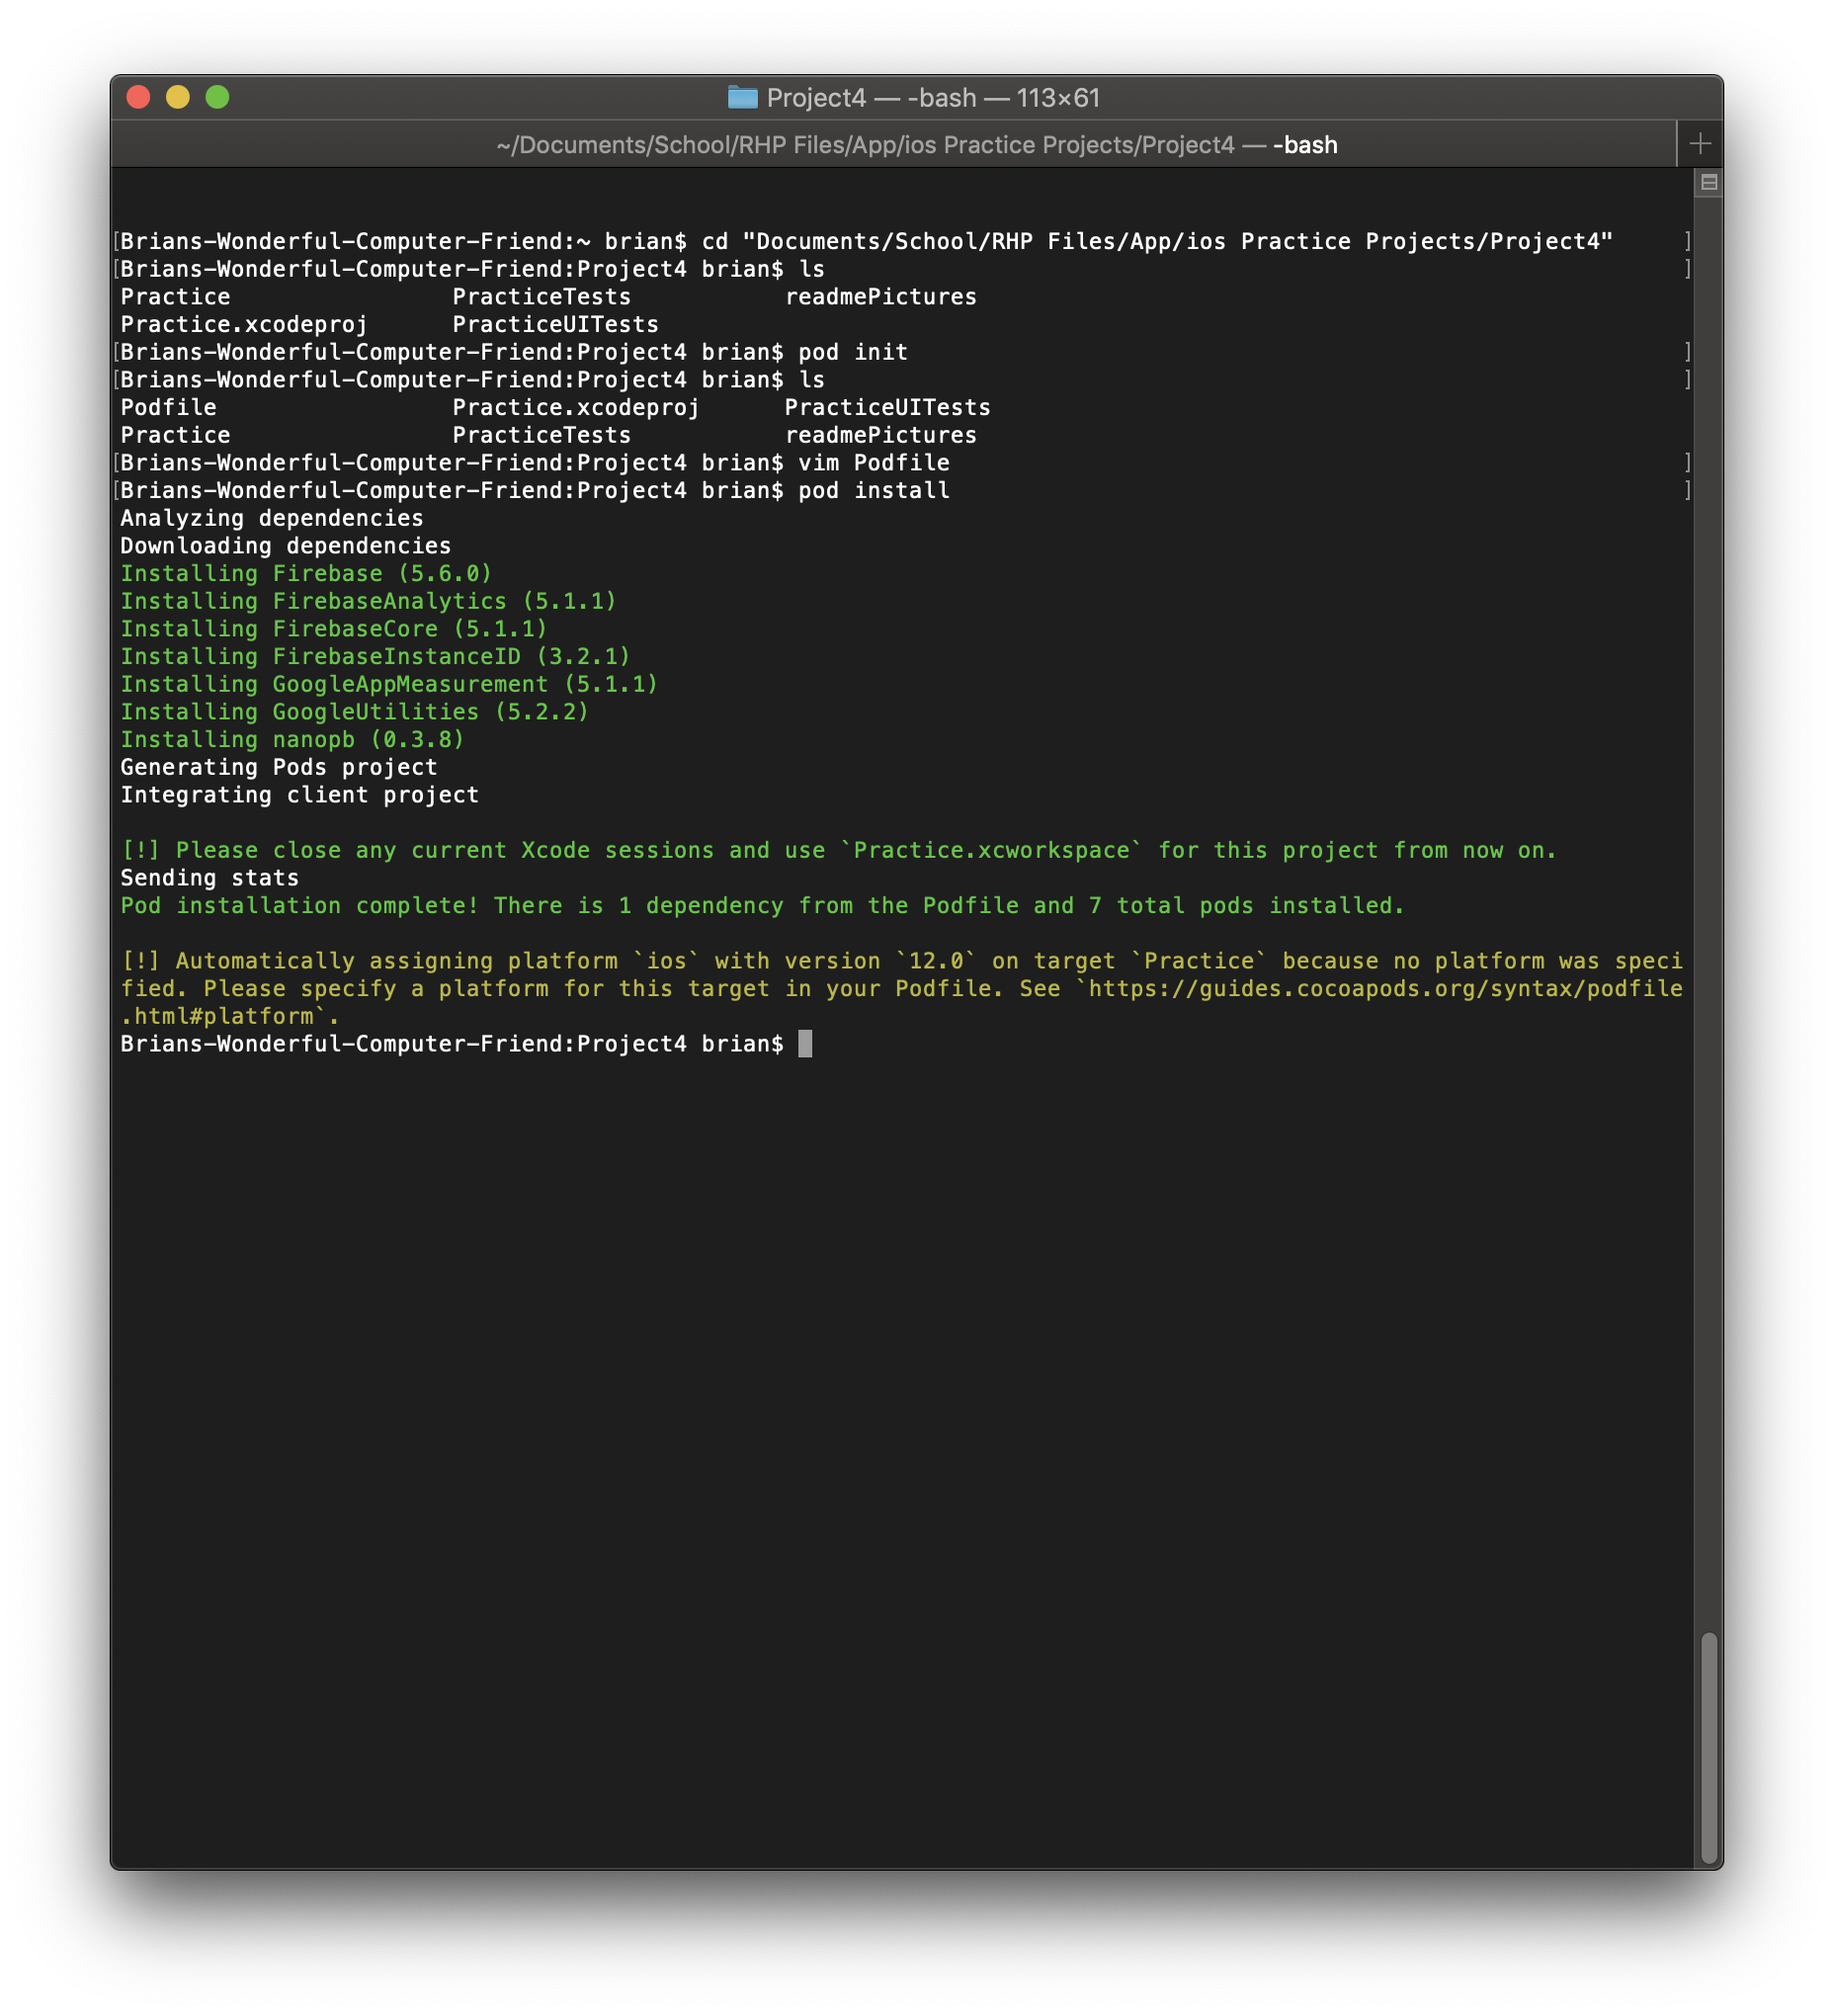 Project4 — -bash — 113×61
~/Documents/School/RHP Files/App/ios Practice Projects/Project4 — -bash
[Brians-Wonderful-Computer-Friend:~ brian$ cd "Documents/School/RHP Files/App/ios Practice Projects/Project4" ]
[Brians-Wonderful-Computer-Friend:Project4 brian$ ls ]
Practice PracticeTests readmePictures
Practice.xcodeproj PracticeUITests
[Brians-Wonderful-Computer-Friend:Project4 brian$ pod init ]
[Brians-Wonderful-Computer-Friend:Project4 brian$ ls ]
Podfile Practice.xcodeproj PracticeUITests
Practice PracticeTests readmePictures
[Brians-Wonderful-Computer-Friend:Project4 brian$ vim Podfile ]
[Brians-Wonderful-Computer-Friend:Project4 brian$ pod install ]
Analyzing dependencies
Downloading dependencies
Installing Firebase (5.6.0)
Installing FirebaseAnalytics (5.1.1)
Installing FirebaseCore (5.1.1)
Installing FirebaseInstanceID (3.2.1)
Installing GoogleAppMeasurement (5.1.1)
Installing GoogleUtilities (5.2.2)
Installing nanopb (0.3.8)
Generating Pods project
Integrating client project
[!] Please close any current Xcode sessions and use `Practice.xcworkspace` for this project from now on.
Sending stats
Pod installation complete! There is 1 dependency from the Podfile and 7 total pods installed.
[!] Automatically assigning platform `ios` with version `12.0` on target `Practice` because no platform was speci
fied. Please specify a platform for this target in your Podfile. See `https://guides.cocoapods.org/syntax/podfile
.html#platform`.
Brians-Wonderful-Computer-Friend:Project4 brian$